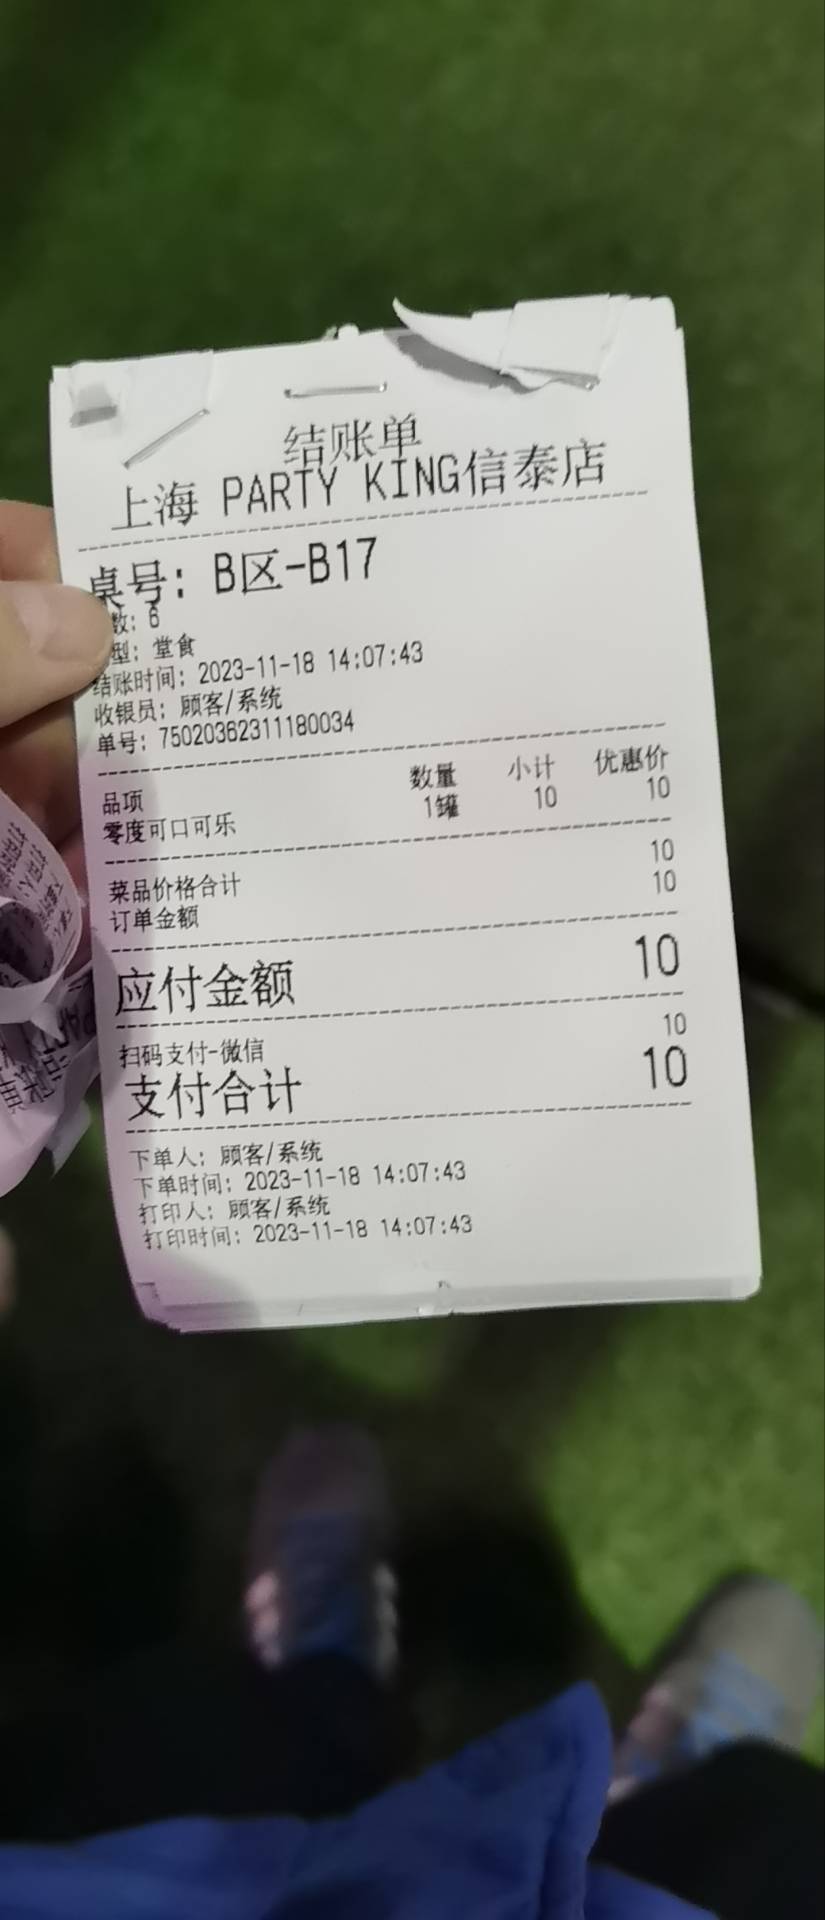 结账单
上海 PARTY KING信泰店
桌号: B区-B17
数: 6
型: 堂食
结账时间: 2023-11-18 14:07:43
收银员: 顾客/系统
单号: 75020362311180034
品项 数量 小计 优惠价
零度可口可乐 1罐 10 10
菜品价格合计 10
订单金额 10
应付金额 10
扫码支付-微信 10
支付合计 10
下单人: 顾客/系统
下单时间: 2023-11-18 14:07:43
打印人: 顾客/系统
打印时间: 2023-11-18 14:07:43